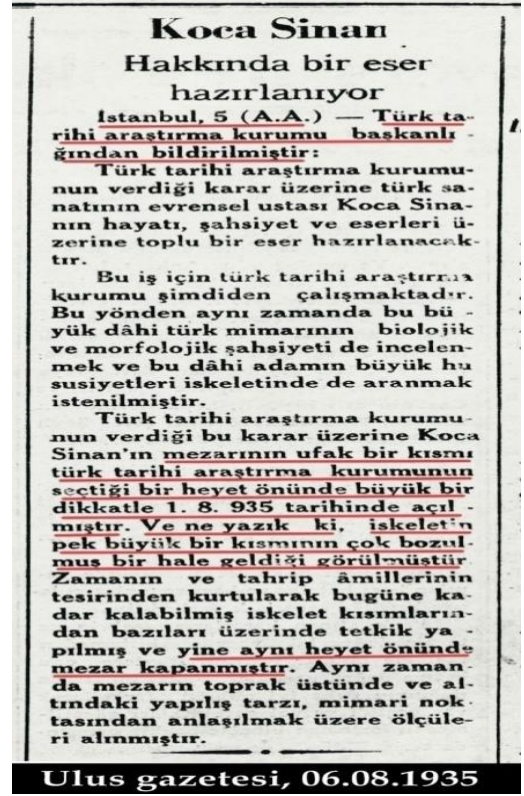 Koca Sinan
Hakkında bir eser
hazırlanıyor
İstanbul, 5 (A.A.) — Türk ta-
rihi araştırma kurumu başkanlı -
ğından bildirilmiştir:
Türk tarihi araştırma kurumu-
nun verdiği karar üzerine türk sa-
natının evrensel ustası Koca Sina-
nın hayatı, şahsiyet ve eserleri ü-
zerine toplu bir eser hazırlanacak-
tır.
Bu iş için türk tarihi araştırma
kurumu şimdiden çalışmaktadır.
Bu yönden aynı zamanda bu bü -
yük dâhi türk mimarının biolojik
ve morfolojik şahsiyeti de incelen-
mek ve bu dâhi adamın büyük hu
susiyetleri iskeletinde de aranmak
istenilmiştir.
Türk tarihi araştırma kurumu-
nun verdiği bu karar üzerine Koca
Sinan'ın mezarının ufak bir kısmı
türk tarihi araştırma kurumunun
seçtiği bir heyet önünde büyük bir
dikkatle 1. 8. 935 tarihinde açıl -
mıştır. Ve ne yazık ki, iskeletin
pek büyük bir kısmının çok bozul
muş bir hale geldiği görülmüştür
Zamanın ve tahrip âmillerinin
tesirinden kurtularak bugüne ka
dar kalabilmiş iskelet kısımların-
dan bazıları üzerinde tetkik ya -
pılmış ve yine aynı heyet önünde
mezar kapanmıştır. Aynı zaman-
da mezarın toprak üstünde ve al-
tındaki yapılış tarzı, mimari nok
tasından anlaşılmak üzere ölçüle-
ri alınmıştır.
Ulus gazetesi, 06.08.1935